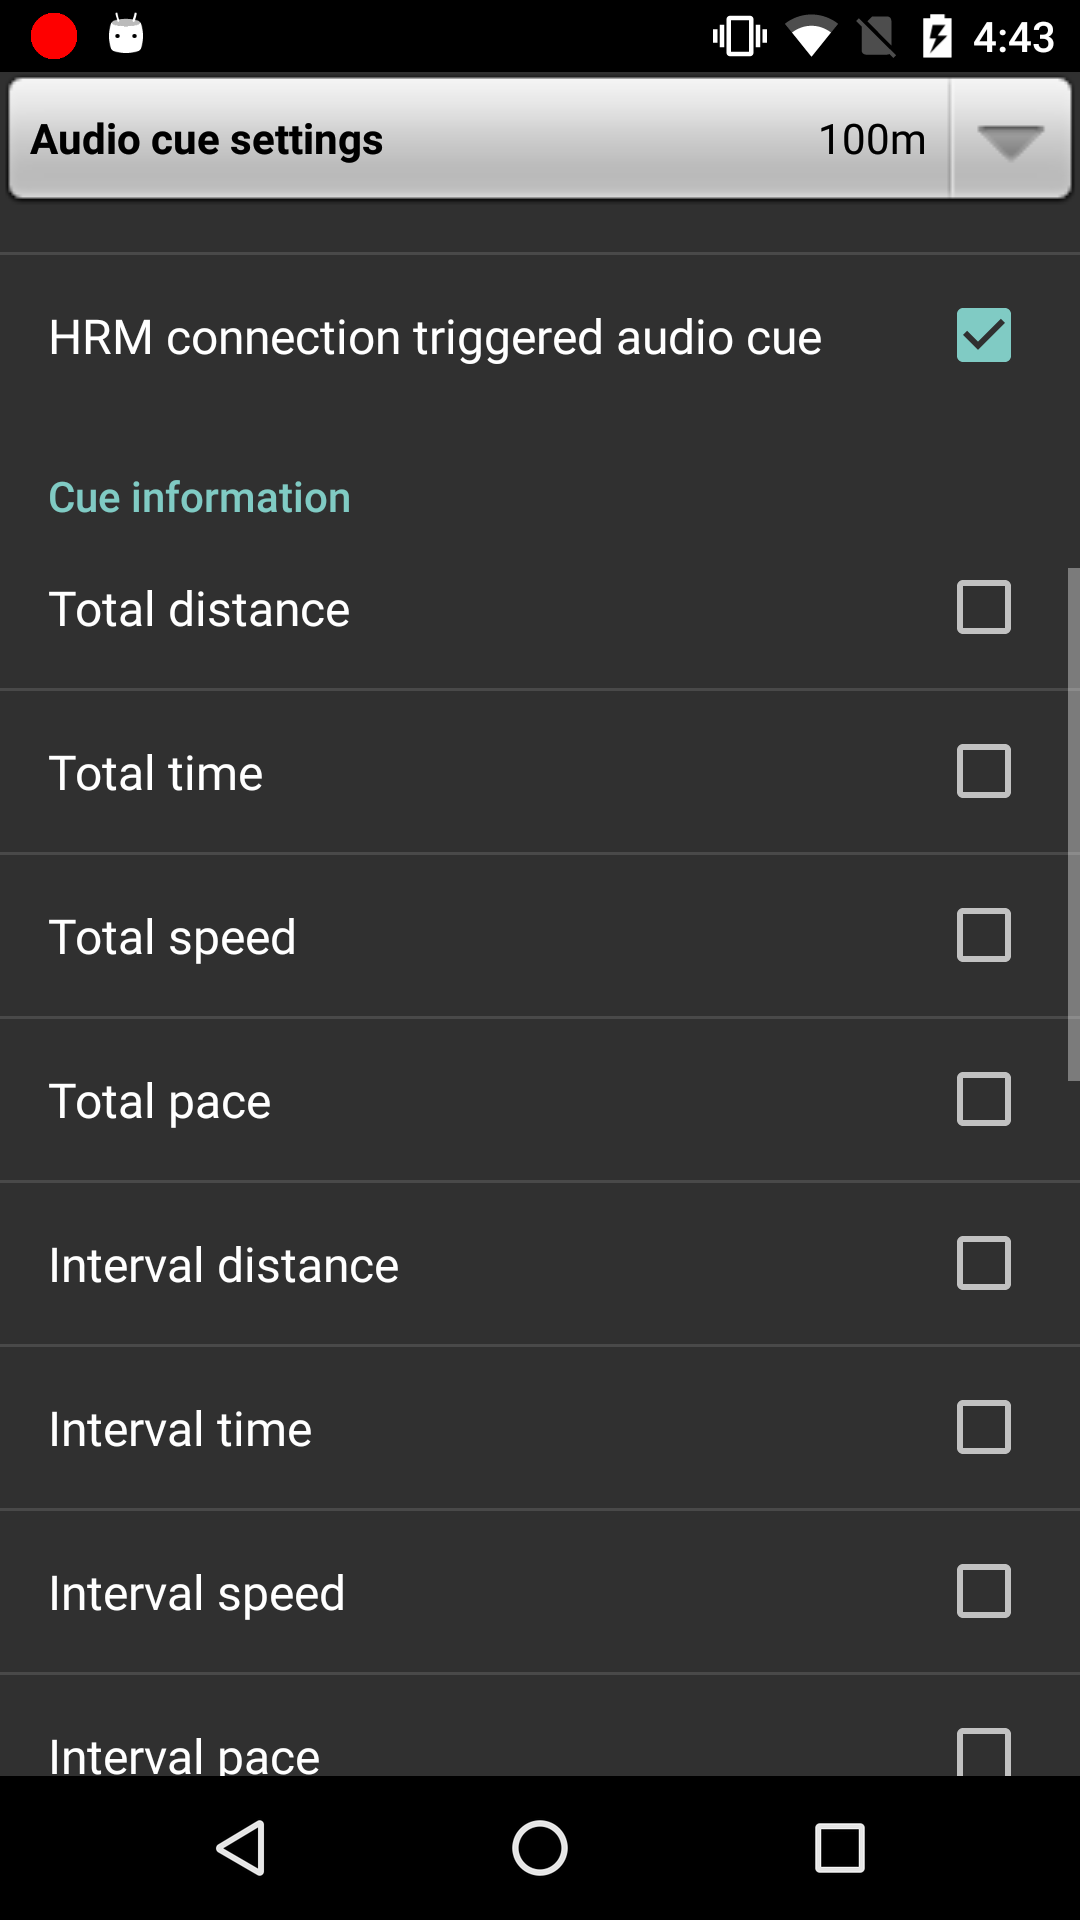 4:43
Audio cue settings 100m
HRM connection triggered audio cue
Cue information
Total distance
Total time
Total speed
Total pace
Interval distance
Interval time
Interval speed
Interval pace